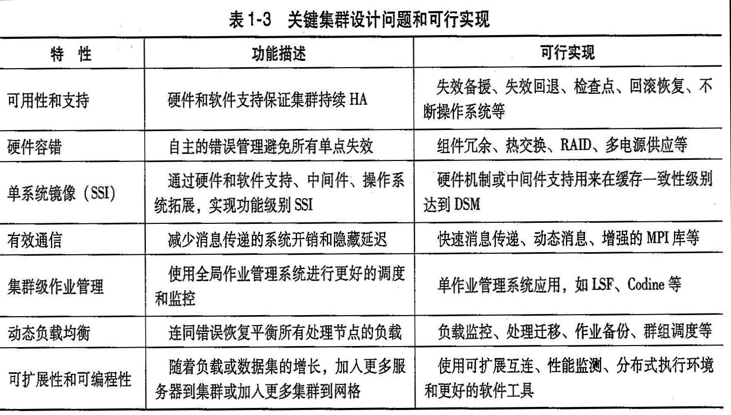 表1-3 关键集群设计问题和可行实现
特 性 功能描述 可行实现
可用性和支持 硬件和软件支持保证集群持续 HA 失效备援、失效回退、检查点、回滚恢复、不
断操作系统等
硬件容错 自主的错误管理避免所有单点失效 组件冗余、热交换、RAID、多电源供应等
单系统镜像（SSI） 通过硬件和软件支持、中间件、操作系
统拓展，实现功能级别 SSI
硬件机制或中间件支持用来在缓存一致性级别
达到 DSM
有效通信 减少消息传递的系统开销和隐藏延迟 快速消息传递、动态消息、增强的 MPI 库等
集群级作业管理 使用全局作业管理系统进行更好的调度
和监控
单作业管理系统应用，如 LSF、Codine 等
动态负载均衡 连同错误恢复平衡所有处理节点的负载 负载监控、处理迁移、作业备份、群组调度等
可扩展性和可编程性 随着负载或数据集的增长，加入更多服
务器到集群或加入更多集群到网格
使用可扩展互连、性能监测、分布式执行环境
和更好的软件工具